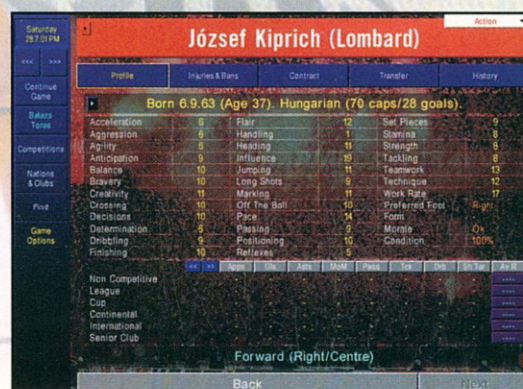 Action
Saturday
28.7.01 PM
József Kiprich (Lombard)
<<< >>>
Profile Injuries & Bans Contract Transfer History
Continue Game
Born 6.9.63 (Age 37). Hungarian (70 caps/28 goals).
Balazs Toros
Competitions
Nations & Clubs
Find
Game Options
Acceleration 6 Flair 12 Set Pieces 9
Aggression 6 Handling 1 Stamina 8
Agility 6 Heading 11 Strength 8
Anticipation 9 Influence 19 Tackling 6
Balance 10 Jumping 11 Teamwork 13
Bravery 10 Long Shots 9 Technique 12
Creativity 11 Marking 11 Work Rate 17
Crossing 10 Off The Ball 10 Preferred Foot Right
Decisions 10 Pace 14 Form
Determination 6 Passing 9 Morale Ok
Dribbling 9 Positioning 10 Condition 100%
Finishing 10 Reflexes 5
<< >> Apps Gls Asts MoM Pass Tck Drb Sh Tar Av R
Non Competitive
League
Cup
Continental
International
Senior Club
Forward (Right/Centre)
Back Next